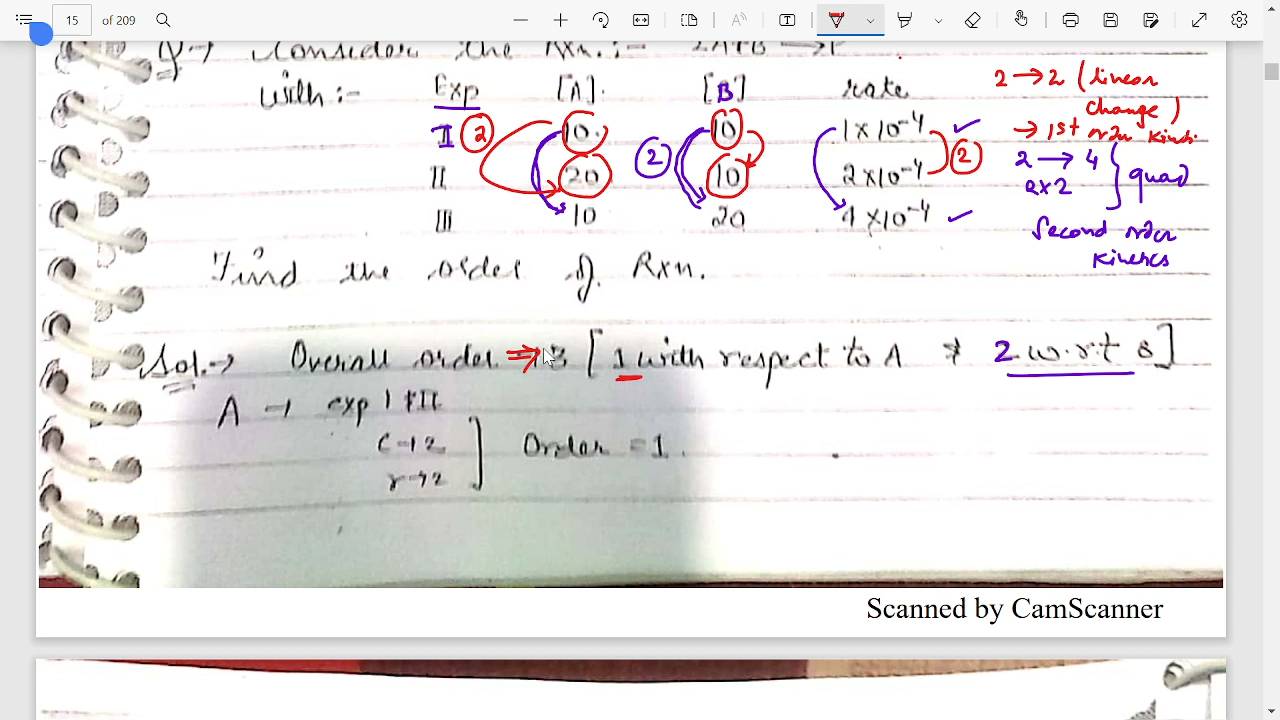 15 of 209
Q → Consider the Rxn. :- 2A+B → P
with :- Exp [A]. [B] rate
I 2 10. 10 1 × 10⁻⁴ 2
II 20 2 10 2 × 10⁻⁴
III 10 20 4 × 10⁻⁴
2 → 2 (linear
change)
→ 1st order kineti
2 → 4
2×2 } quad
Second order
kinetics
Find the order of Rxn.
Sol. → Overall order ⇒ 3 [ 1 with respect to A & 2 w.r.t B ]
A → exp I & II
C → 2
r → 2 ] Order = 1.
Scanned by CamScanner